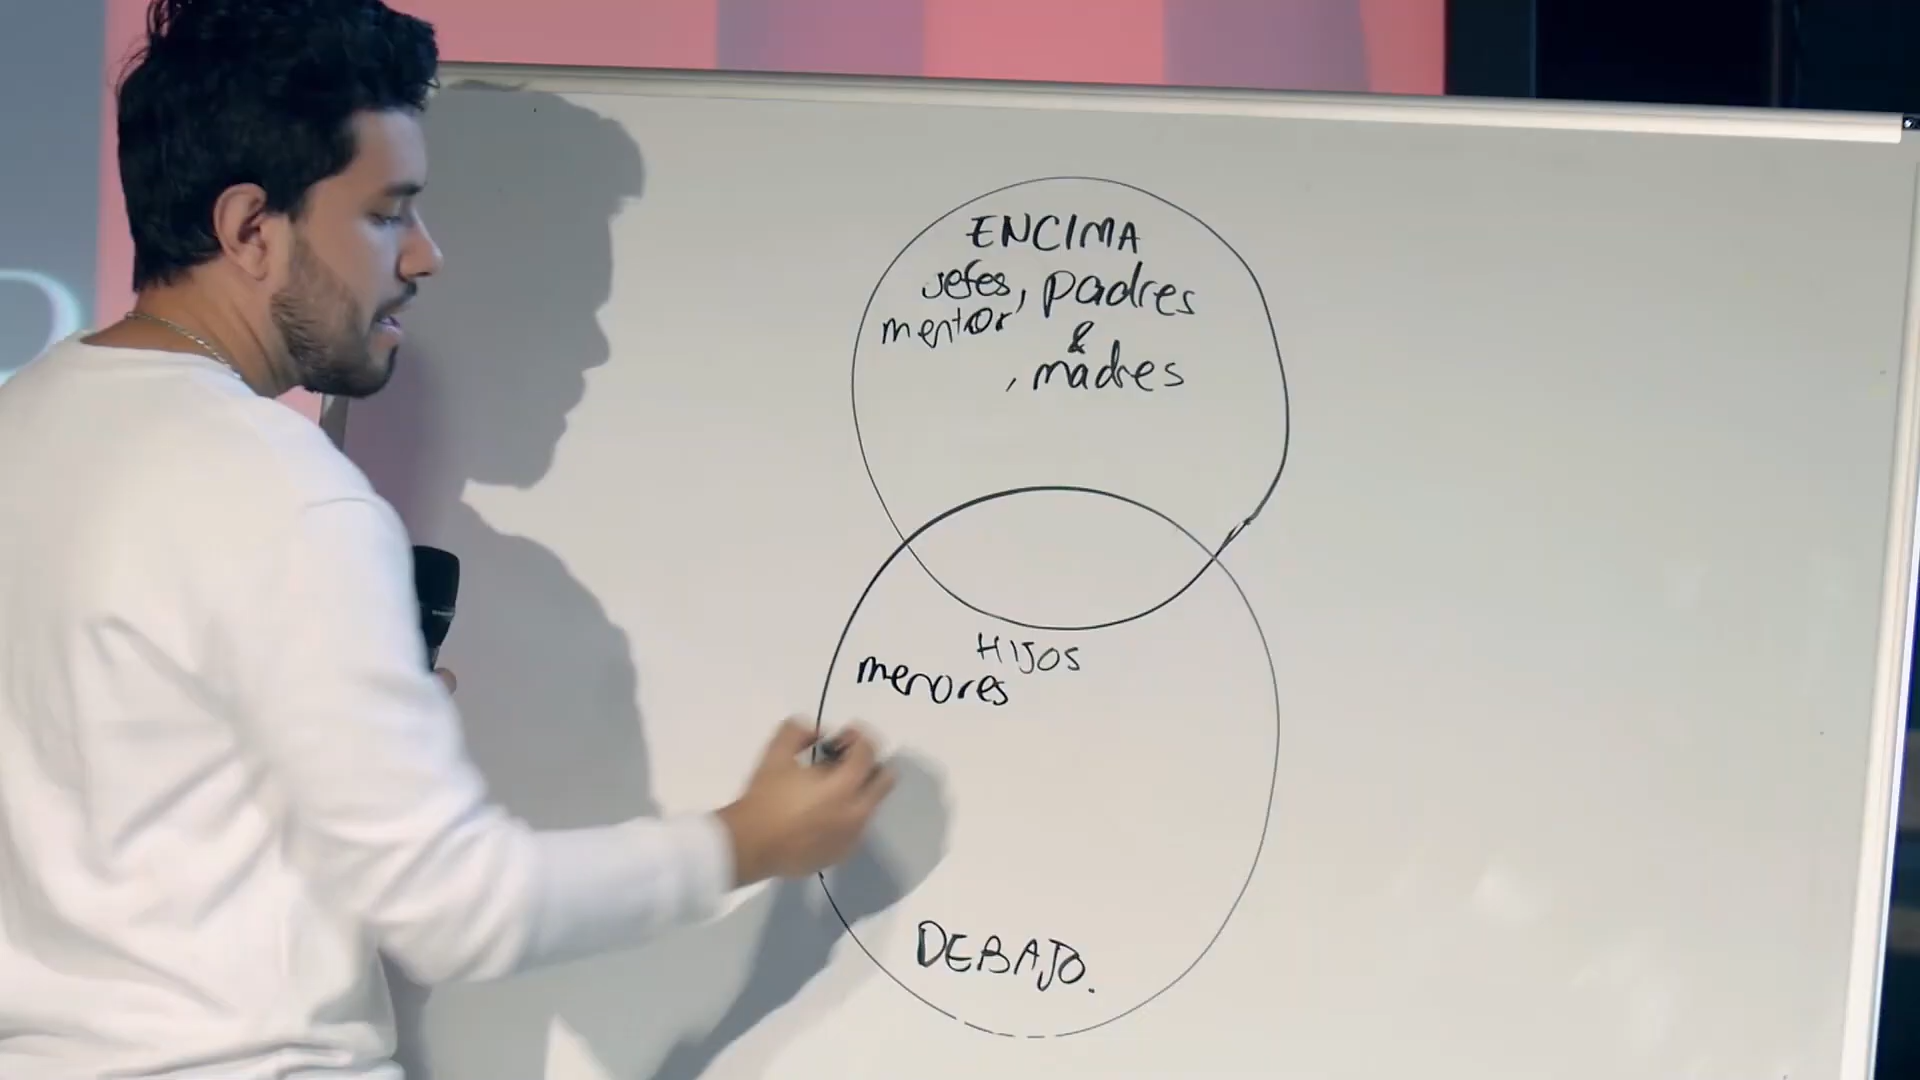 ENCIMA
jefes, padres
mentor &
, madres
HIJOS
menores
DEBAJO.